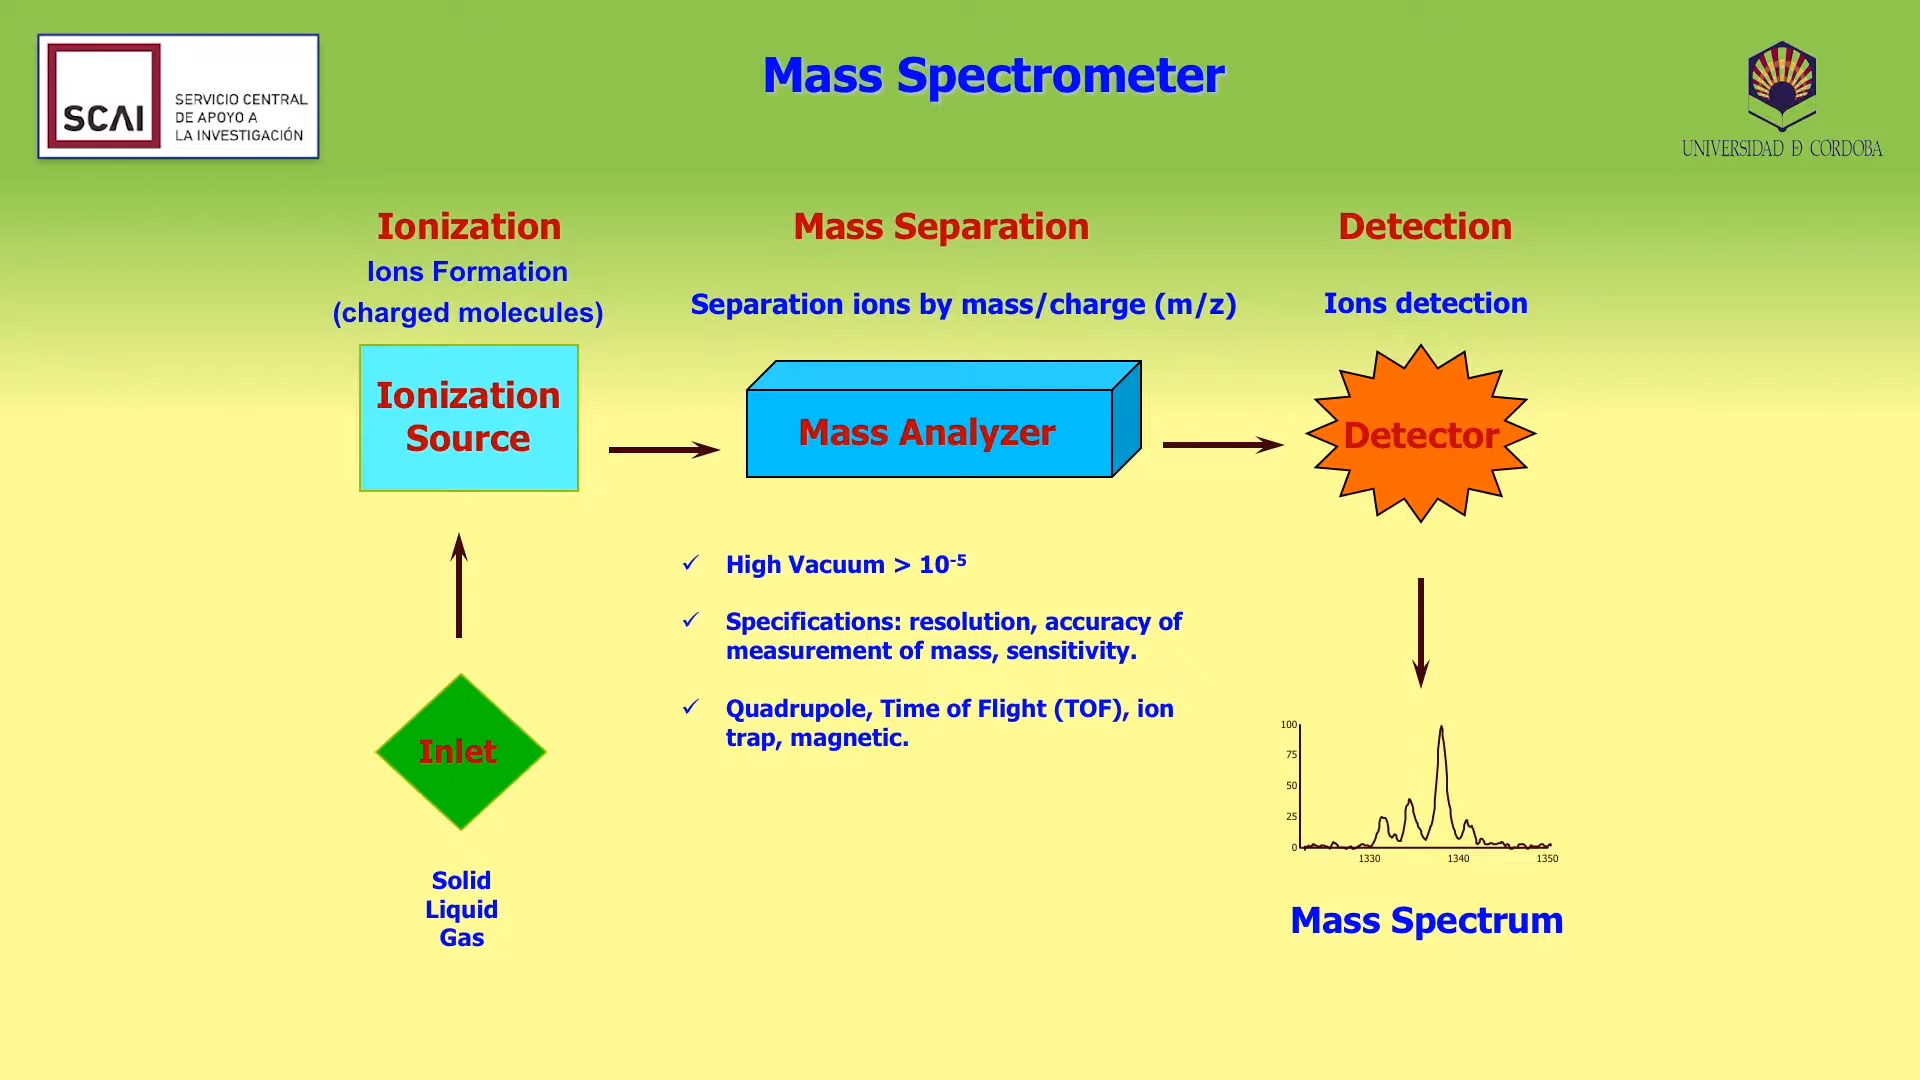 Mass Spectrometer
SCAI
SERVICIO CENTRAL
DE APOYO A
LA INVESTIGACIÓN
UNIVERSIDAD Ð CÓRDOBA
Ionization
Ions Formation
(charged molecules)
Mass Separation
Separation ions by mass/charge (m/z)
Detection
Ions detection
Ionization
Source
Mass Analyzer
Detector
✓ High Vacuum > 10⁻⁵
✓ Specifications: resolution, accuracy of
measurement of mass, sensitivity.
✓ Quadrupole, Time of Flight (TOF), ion
trap, magnetic.
Inlet
Solid
Liquid
Gas
100
75
50
25
0
1330 1340 1350
Mass Spectrum